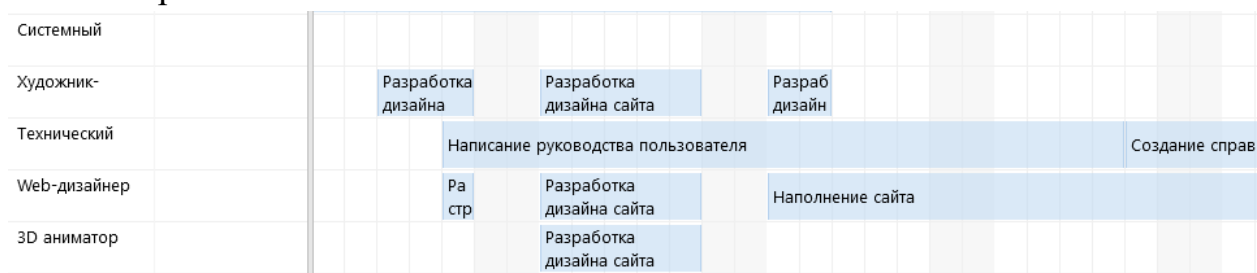 Системный
Художник-
Разработка
дизайна
Разработка
дизайна сайта
Разраб
дизайн
Технический
Написание руководства пользователя
Создание справ
Web-дизайнер
Ра
стр
Разработка
дизайна сайта
Наполнение сайта
3D аниматор
Разработка
дизайна сайта